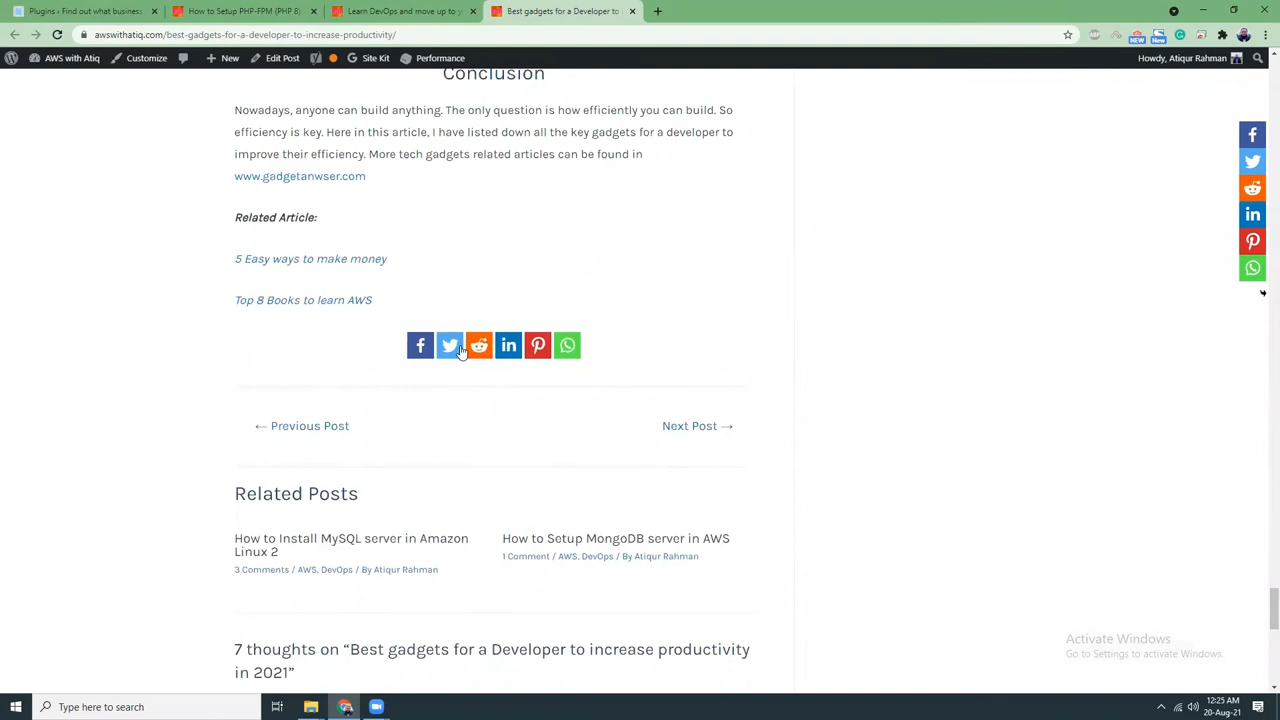 Plugins ‹ Find what business
How to Setup PHP-FPM (PHP 8)
Learn DevOps and move up to y
Best gadgets for a Developer to
awswithatiq.com/best-gadgets-for-a-developer-to-increase-productivity/
NEW
New
AWS with Atiq
Customize
New
Edit Post
Site Kit
Performance
Howdy, Atiqur Rahman
Conclusion
Nowadays, anyone can build anything. The only question is how efficiently you can build. So
efficiency is key. Here in this article, I have listed down all the key gadgets for a developer to
improve their efficiency. More tech gadgets related articles can be found in
www.gadgetanwser.com
Related Article:
5 Easy ways to make money
Top 8 Books to learn AWS
← Previous Post
Next Post →
Related Posts
How to Install MySQL server in Amazon
Linux 2
3 Comments / AWS, DevOps / By Atiqur Rahman
How to Setup MongoDB server in AWS
1 Comment / AWS, DevOps / By Atiqur Rahman
7 thoughts on “Best gadgets for a Developer to increase productivity
in 2021”
Activate Windows
Go to Settings to activate Windows.
Type here to search
12:25 AM
20-Aug-21